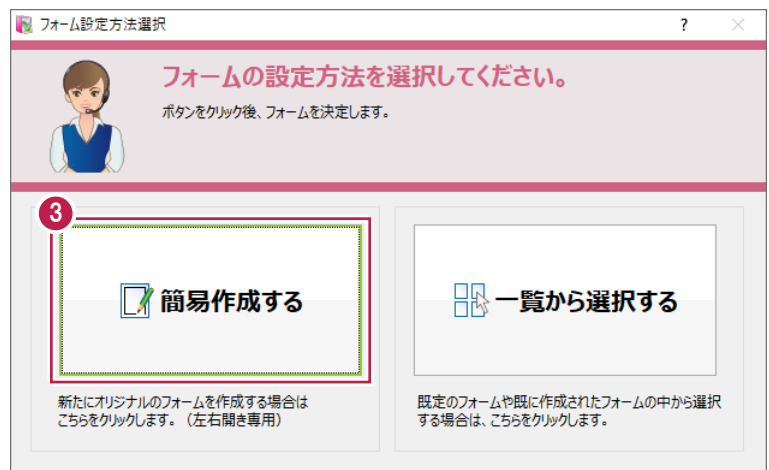 フォーム設定方法選択
?
フォームの設定方法を選択してください。
ボタンをクリック後、フォームを決定します。
3
簡易作成する
新たにオリジナルのフォームを作成する場合は
こちらをクリックします。(左右開き専用)
一覧から選択する
既定のフォームや既に作成されたフォームの中から選択
する場合は、こちらをクリックします。